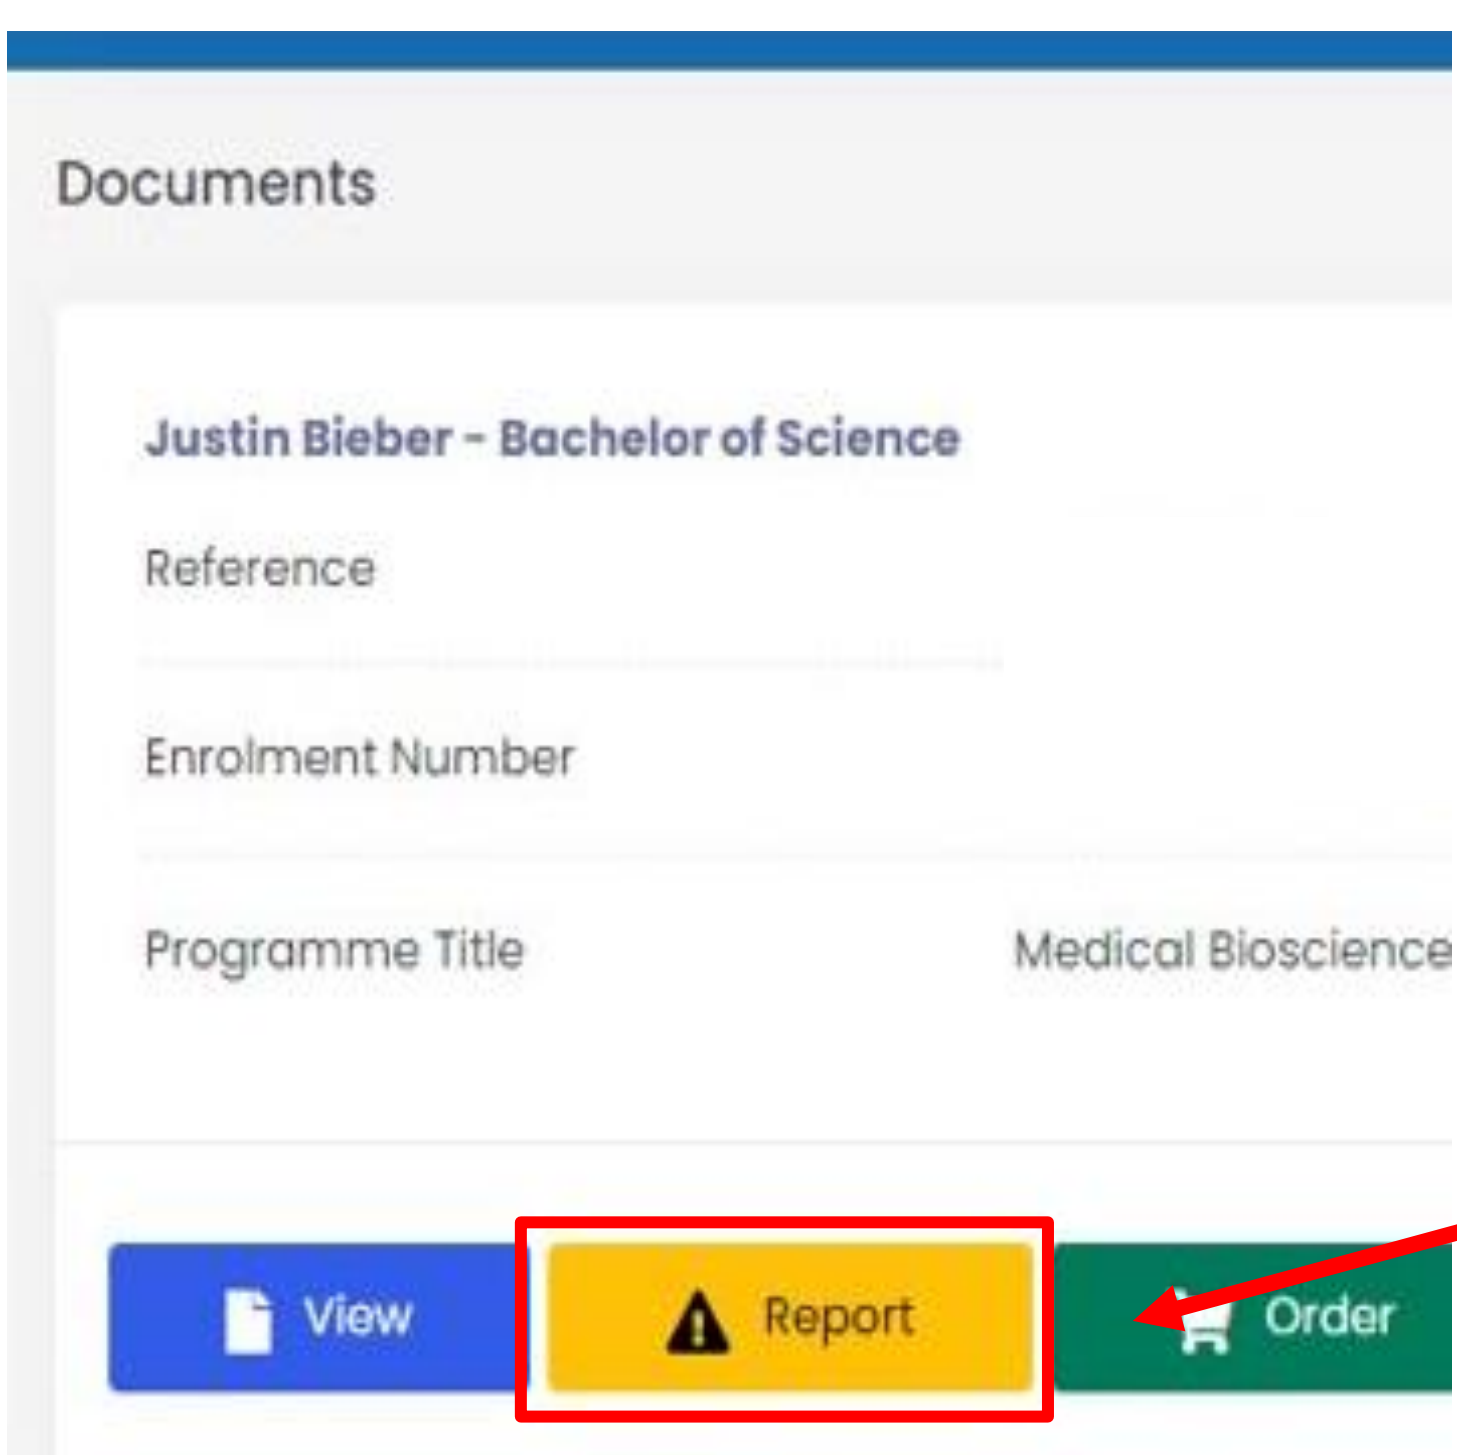 Documents
Justin Bieber - Bachelor of Science
Reference
Enrolment Number
Programme Title Medical Bioscience
View Report Order